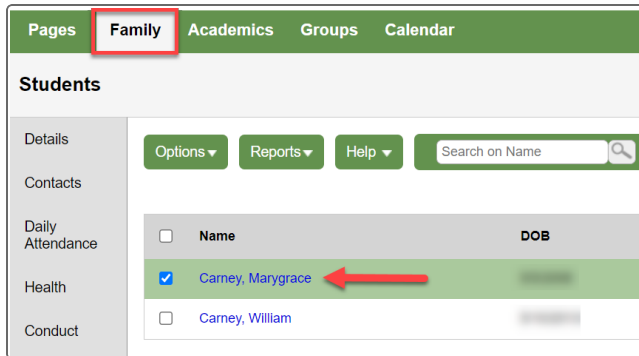 Pages Family Academics Groups Calendar
Students
Details
Contacts
Daily
Attendance
Health
Conduct
Options Reports Help Search on Name
Name DOB
Carney, Marygrace
Carney, William